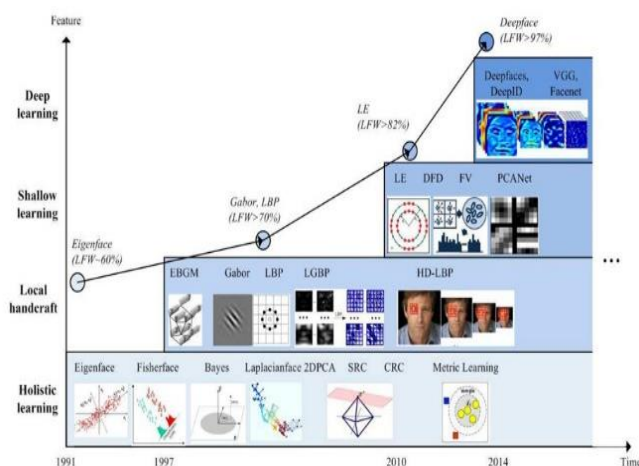 Feature
Deepface
(LFW>97%)
Deep
learning
Deepfaces,
DeepID
VGG,
Facenet
LE
(LFW>82%)
Shallow
learning
LE DFD FV PCANet
Gabor, LBP
(LFW>70%)
Eigenface
(LFW~60%)
Local
handcraft
EBGM Gabor LBP LGBP HD-LBP
...
Holistic
learning
Eigenface Fisherface Bayes Laplacianface 2DPCA SRC CRC Metric Learning
1991 1997 2010 2014 Time